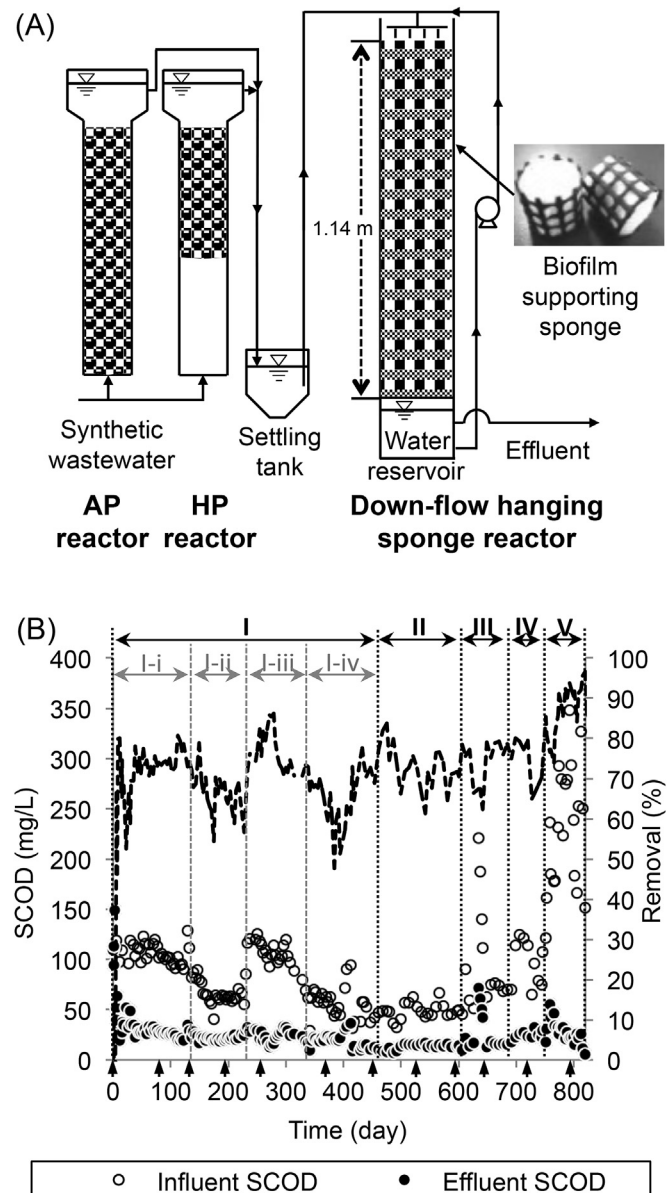 (A)
1.14 m
Biofilm
supporting
sponge
Synthetic
wastewater
Settling
tank
Water
reservoir
Effluent
AP
reactor
HP
reactor
Down-flow hanging
sponge reactor
(B)
I
II
III
IV
V
I-i
I-ii
I-iii
I-iv
400
350
300
250
200
150
100
50
0
SCOD (mg/L)
100
90
80
70
60
50
40
30
20
10
0
Removal (%)
0 100 200 300 400 500 600 700 800
Time (day)
Influent SCOD
Effluent SCOD